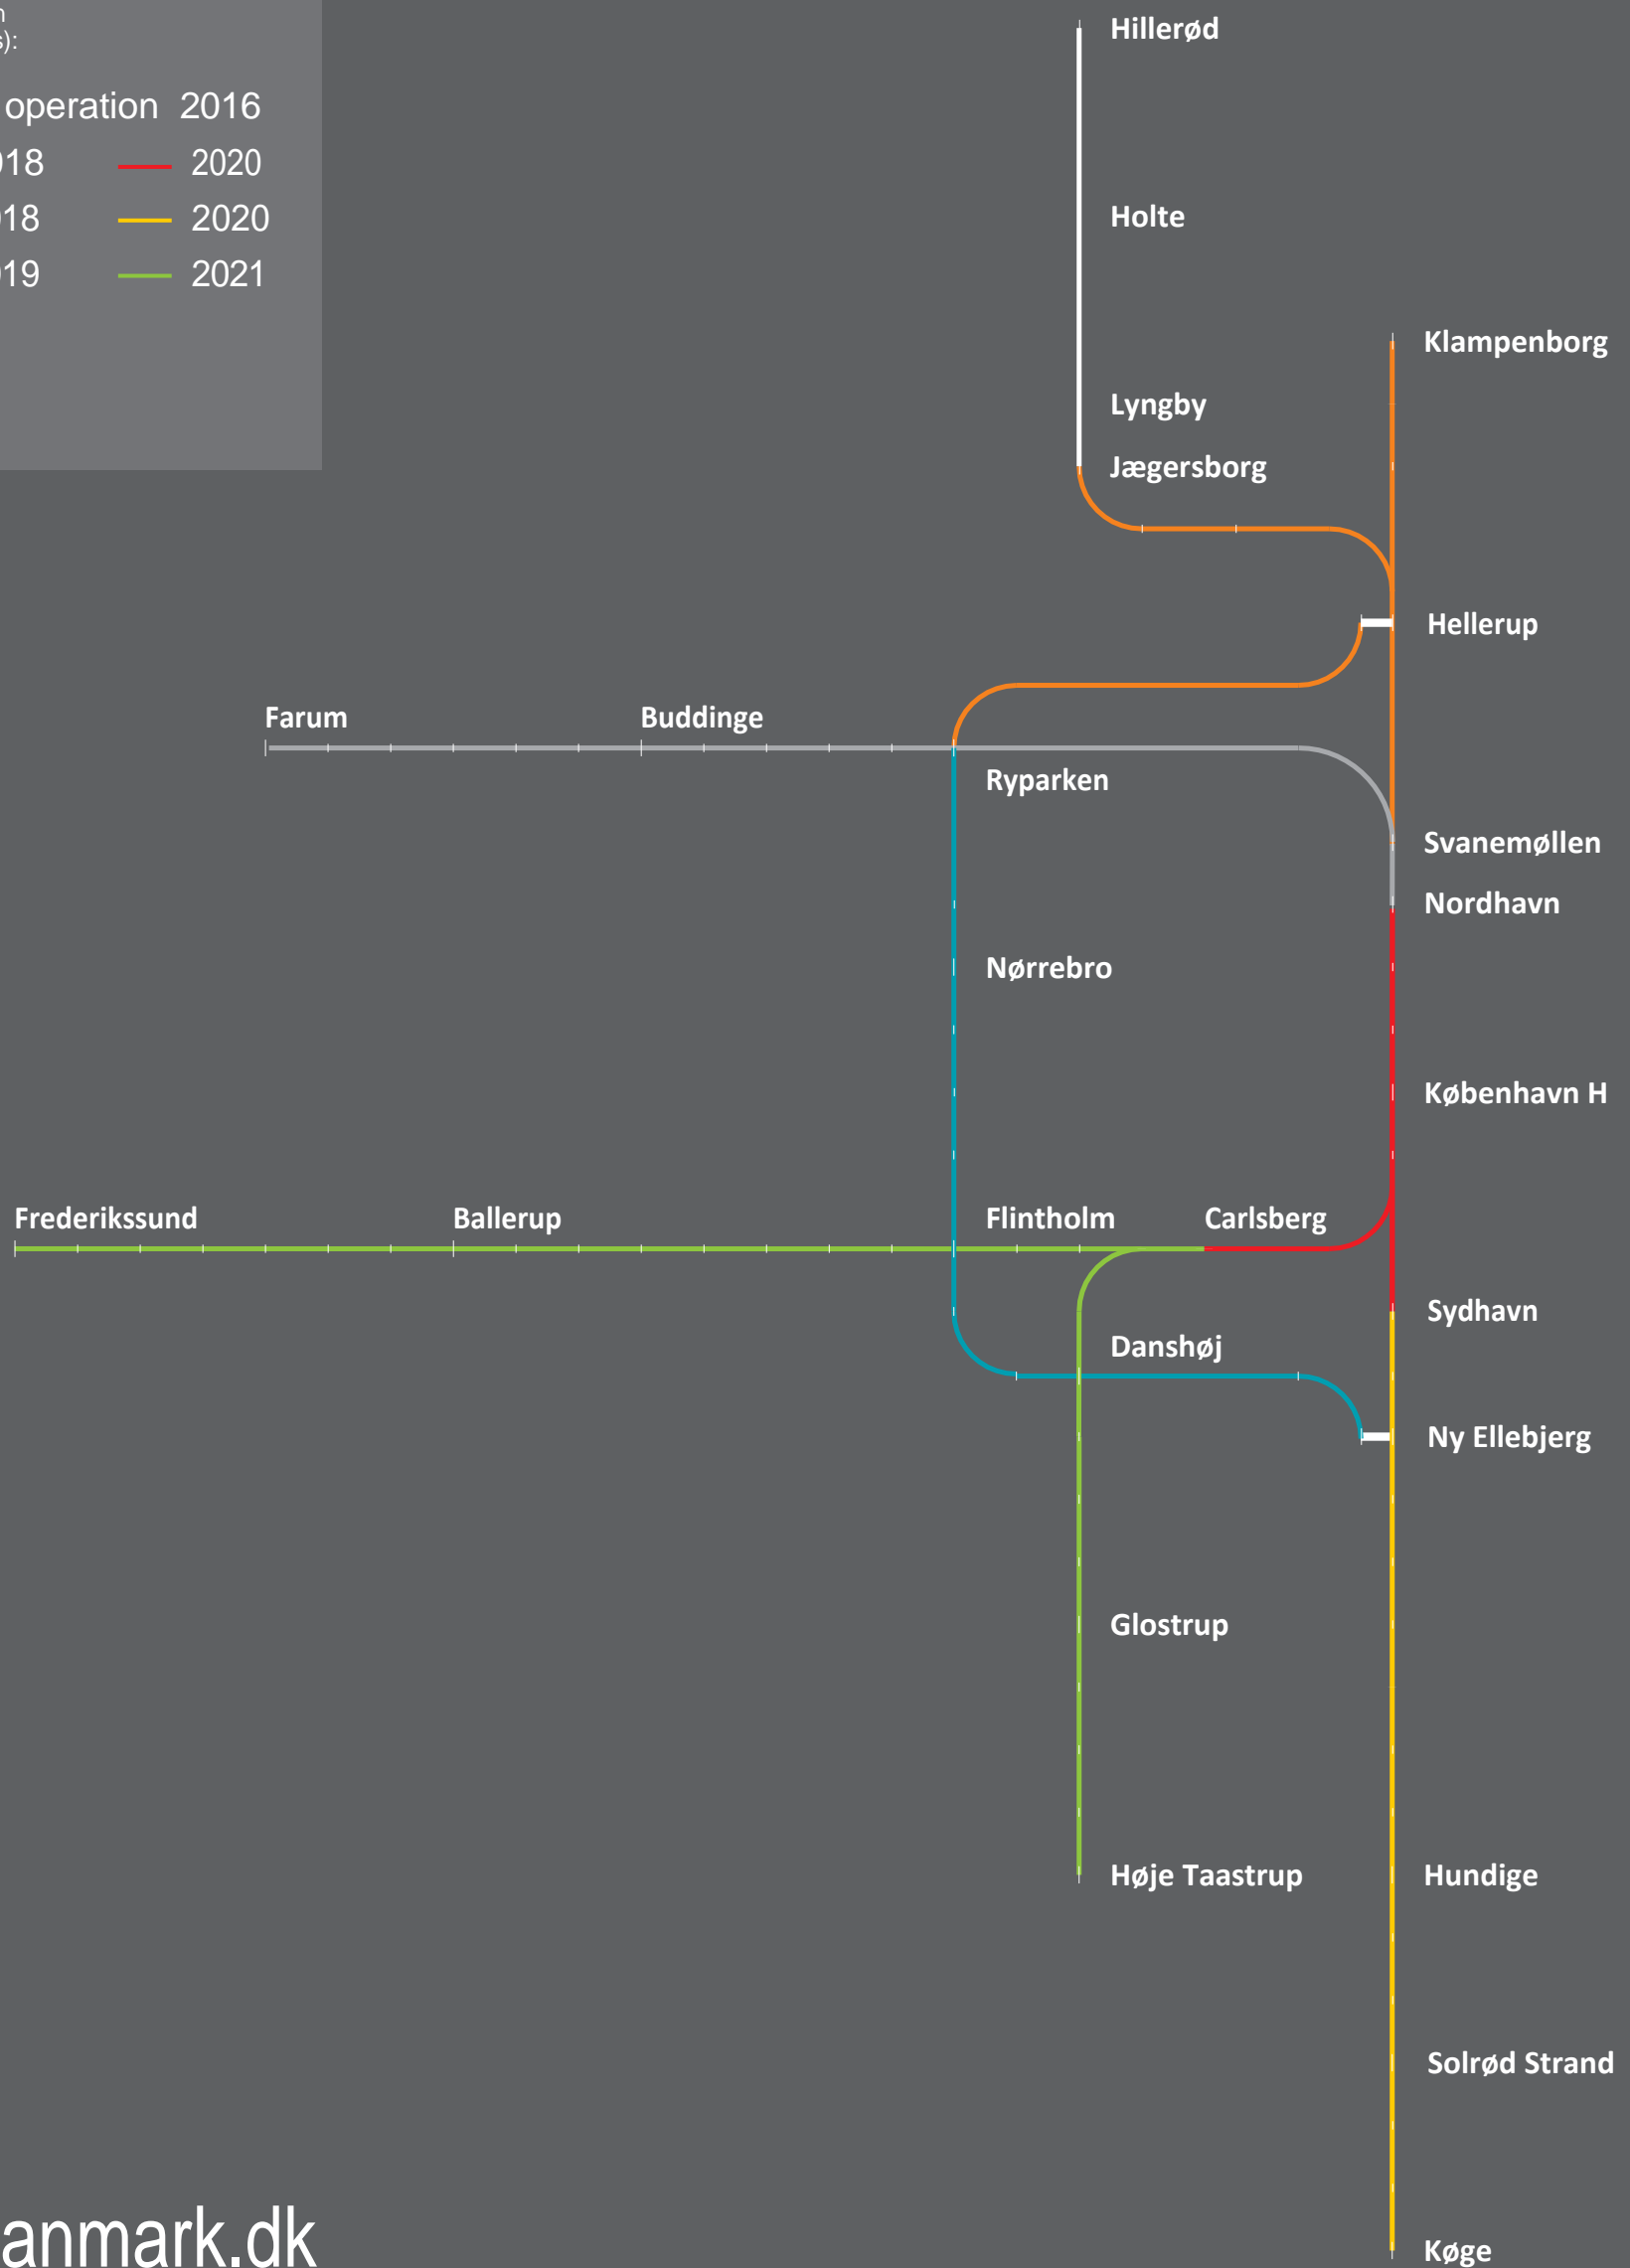 operation 2016
2020
2020
2021
Hillerød
Holte
Klampenborg
Lyngby
Jægersborg
Hellerup
Farum
Buddinge
Ryparken
Svanemøllen
Nordhavn
Nørrebro
København H
Frederikssund
Ballerup
Flintholm
Carlsberg
Sydhavn
Danshøj
Ny Ellebjerg
Glostrup
Høje Taastrup
Hundige
Solrød Strand
anmark.dk
Køge